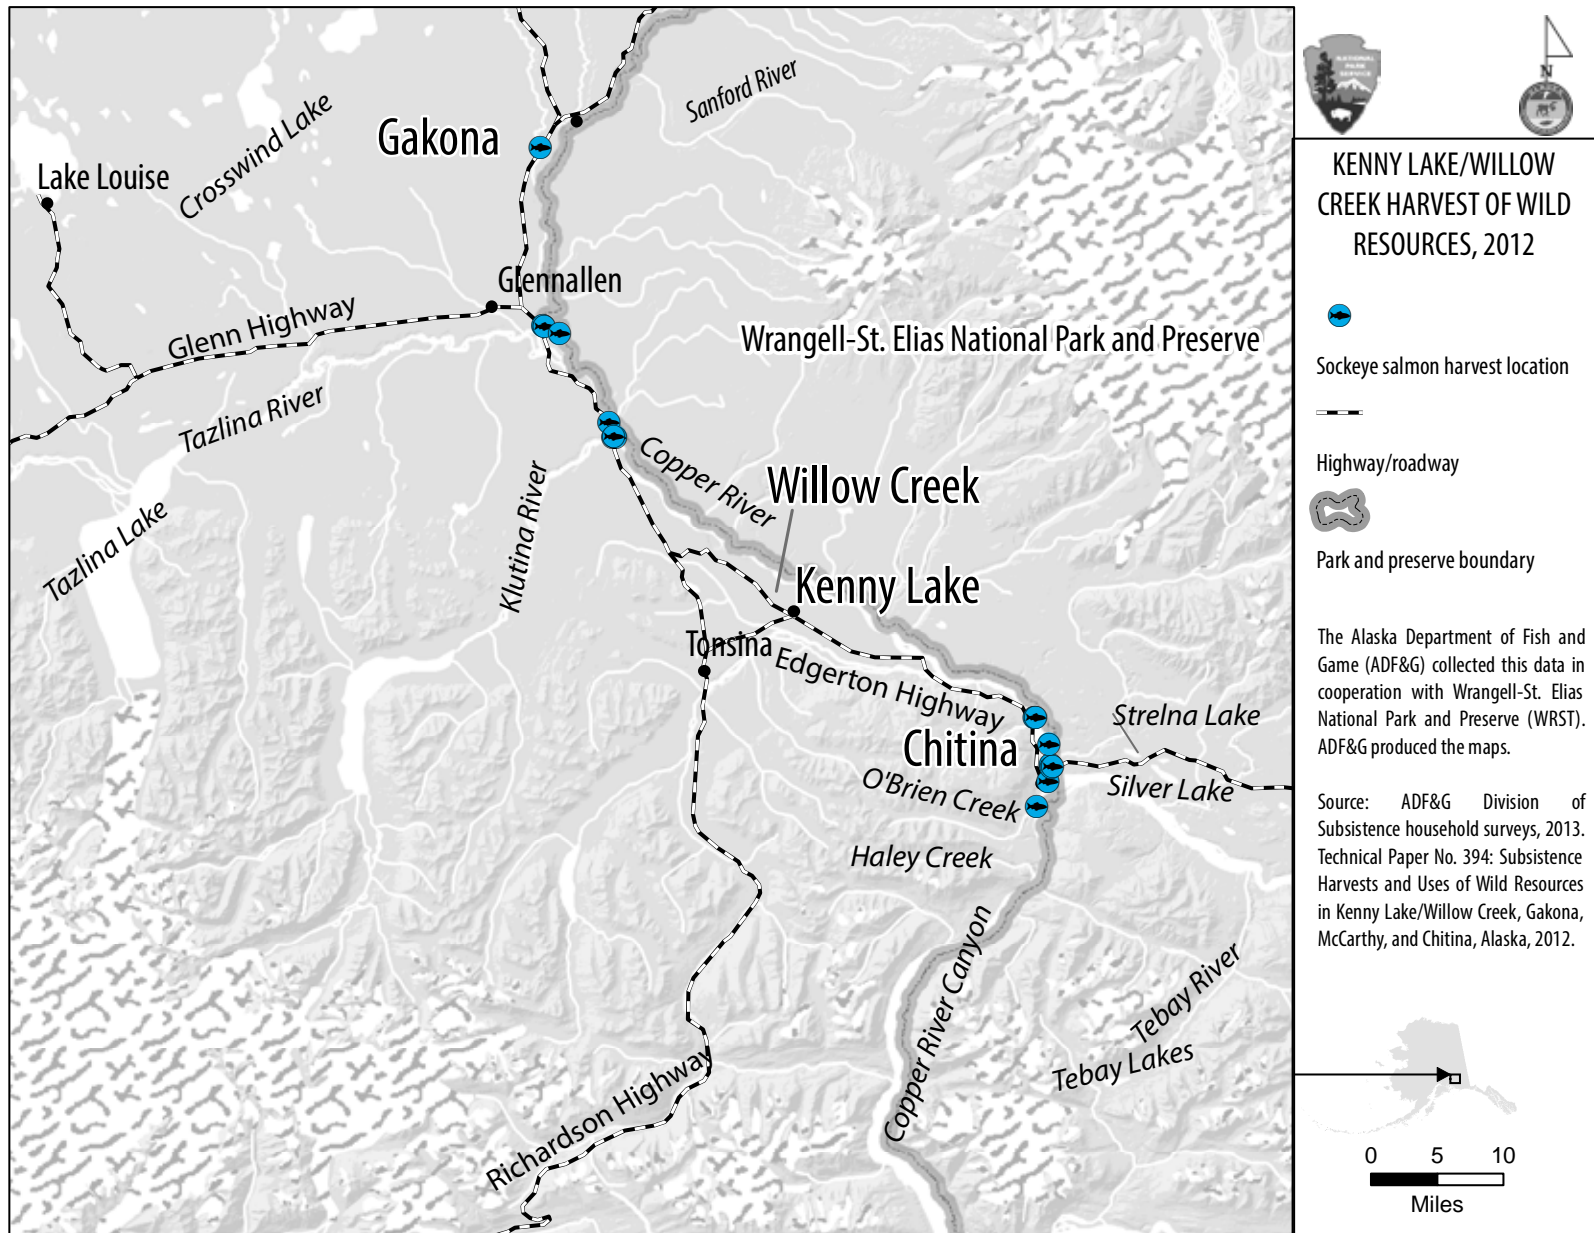 Sanford River
Crosswind Lake
Gakona
Lake Louise
Glennallen
Glenn Highway
Wrangell-St. Elias National Park and Preserve
Tazlina River
Copper River
Willow Creek
Klutina River
Tazlina Lake
Kenny Lake
Tonsina
Edgerton Highway
Strelna Lake
Chitina
O'Brien Creek
Silver Lake
Haley Creek
Copper River Canyon
Tebay River
Tebay Lakes
Richardson Highway
NATIONAL
PARK
SERVICE
N
KENNY LAKE/WILLOW
CREEK HARVEST OF WILD
RESOURCES, 2012
Sockeye salmon harvest location
Highway/roadway
Park and preserve boundary
The Alaska Department of Fish and
Game (ADF&G) collected this data in
cooperation with Wrangell-St. Elias
National Park and Preserve (WRST).
ADF&G produced the maps.
Source: ADF&G Division of
Subsistence household surveys, 2013.
Technical Paper No. 394: Subsistence
Harvests and Uses of Wild Resources
in Kenny Lake/Willow Creek, Gakona,
McCarthy, and Chitina, Alaska, 2012.
0 5 10
Miles